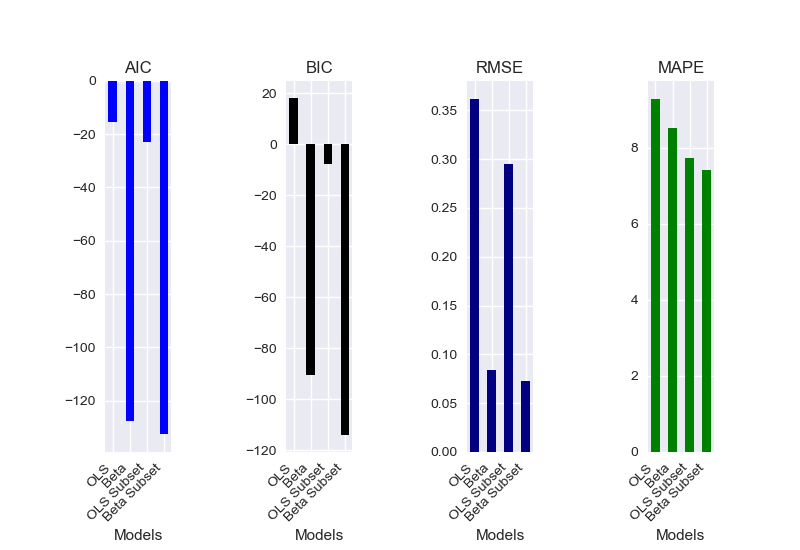 AIC
0
−20
−40
−60
−80
−100
−120
OLS
Beta
OLS Subset
Beta Subset
Models
BIC
20
0
−20
−40
−60
−80
−100
−120
OLS
Beta
OLS Subset
Beta Subset
Models
RMSE
0.35
0.30
0.25
0.20
0.15
0.10
0.05
0.00
OLS
Beta
OLS Subset
Beta Subset
Models
MAPE
8
6
4
2
0
OLS
Beta
OLS Subset
Beta Subset
Models